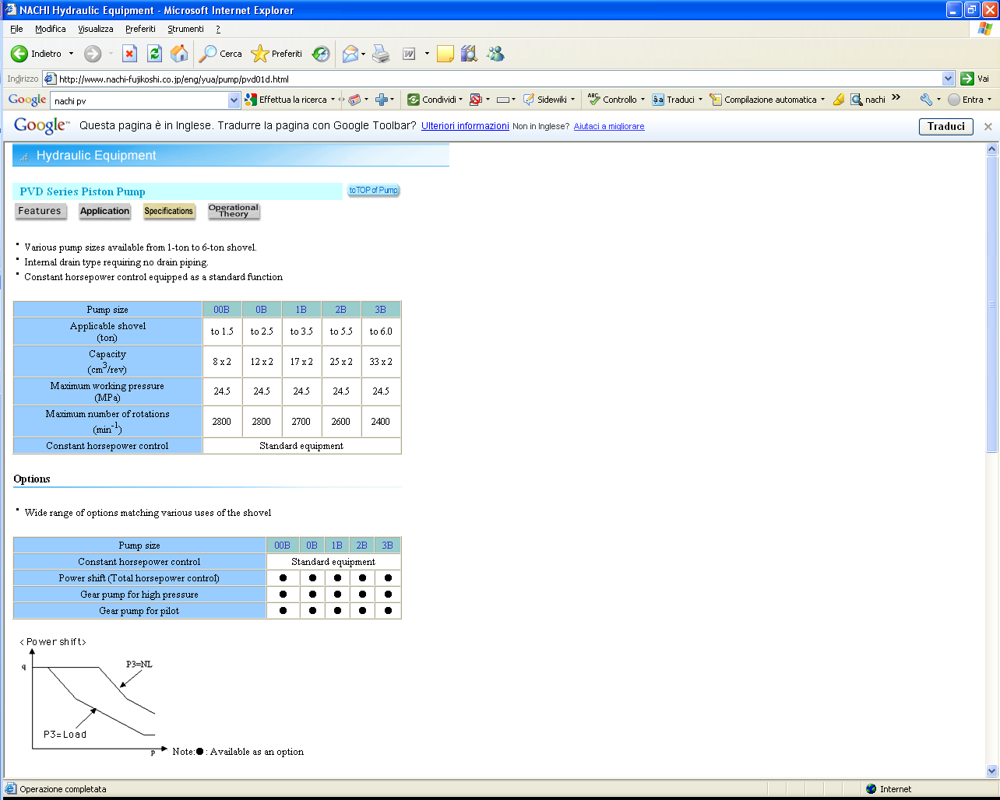 NACHI Hydraulic Equipment - Microsoft Internet Explorer
File Modifica Visualizza Preferiti Strumenti ?
Indietro Cerca Preferiti
Indirizzo http://www.nachi-fujikoshi.co.jp/eng/yua/pump/pvd01d.html Vai
Google nachi pv Effettua la ricerca Condividi Sidewiki ABC Controllo âa Traduci Compilazione automatica nachi » Entra
Google™ Questa pagina è in Inglese. Tradurre la pagina con Google Toolbar? Ulteriori informazioni Non in Inglese? Aiutaci a migliorare Traduci
Hydraulic Equipment
PVD Series Piston Pump toTOP of Pump
Features Application Specifications Operational Theory
Various pump sizes available from 1-ton to 6-ton shovel.
Internal drain type requiring no drain piping.
Constant horsepower control equipped as a standard function
Pump size 00B 0B 1B 2B 3B
Applicable shovel (ton) to 1.5 to 2.5 to 3.5 to 5.5 to 6.0
Capacity (cm3/rev) 8 x 2 12 x 2 17 x 2 25 x 2 33 x 2
Maximum working pressure (MPa) 24.5 24.5 24.5 24.5 24.5
Maximum number of rotations (min-1) 2800 2800 2700 2600 2400
Constant horsepower control Standard equipment
Options
Wide range of options matching various uses of the shovel
Pump size 00B 0B 1B 2B 3B
Constant horsepower control Standard equipment
Power shift (Total horsepower control) ● ● ● ● ●
Gear pump for high pressure ● ● ● ● ●
Gear pump for pilot ● ● ● ● ●
<Power shift>
q
P3=NL
P3=Load
p
Note:● : Available as an option
Operazione completata Internet